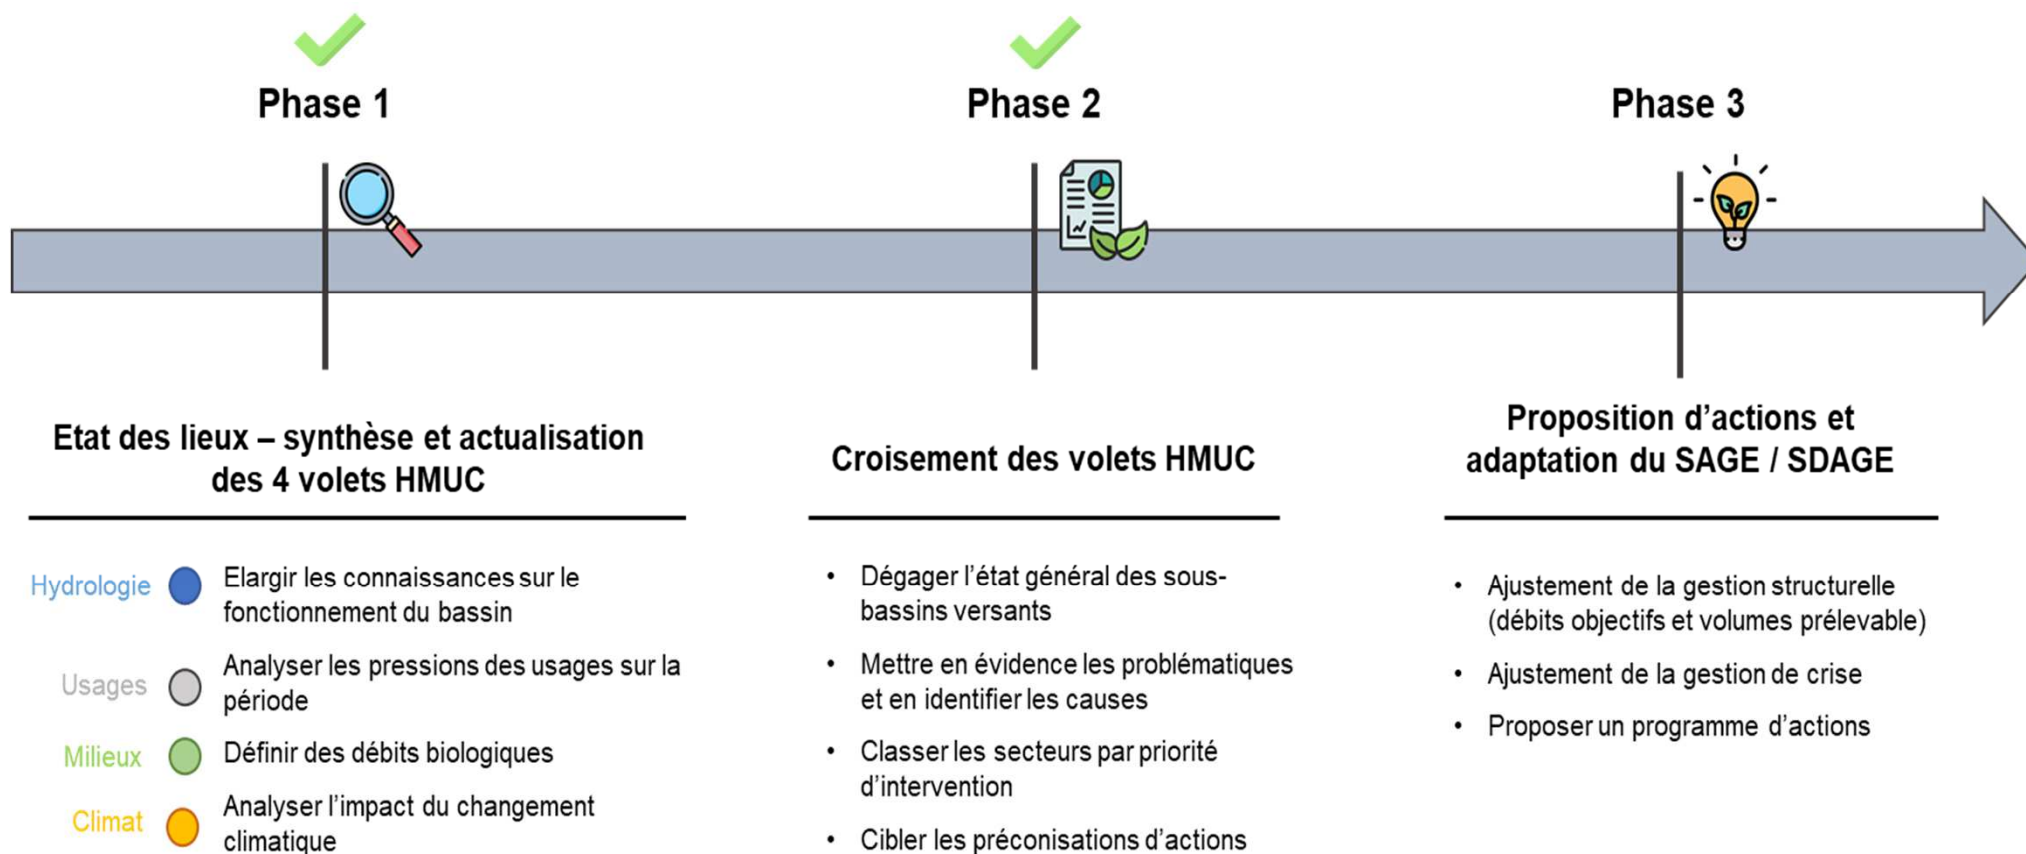 Phase 1
Phase 2
Phase 3
Etat des lieux – synthèse et actualisation
des 4 volets HMUC
Croisement des volets HMUC
Proposition d’actions et
adaptation du SAGE / SDAGE
Hydrologie
Elargir les connaissances sur le
fonctionnement du bassin
Usages
Analyser les pressions des usages sur la
période
Milieux
Définir des débits biologiques
Climat
Analyser l’impact du changement
climatique
• Dégager l’état général des sous-
bassins versants
• Mettre en évidence les problématiques
et en identifier les causes
• Classer les secteurs par priorité
d’intervention
• Cibler les préconisations d’actions
• Ajustement de la gestion structurelle
(débits objectifs et volumes prélevable)
• Ajustement de la gestion de crise
• Proposer un programme d’actions